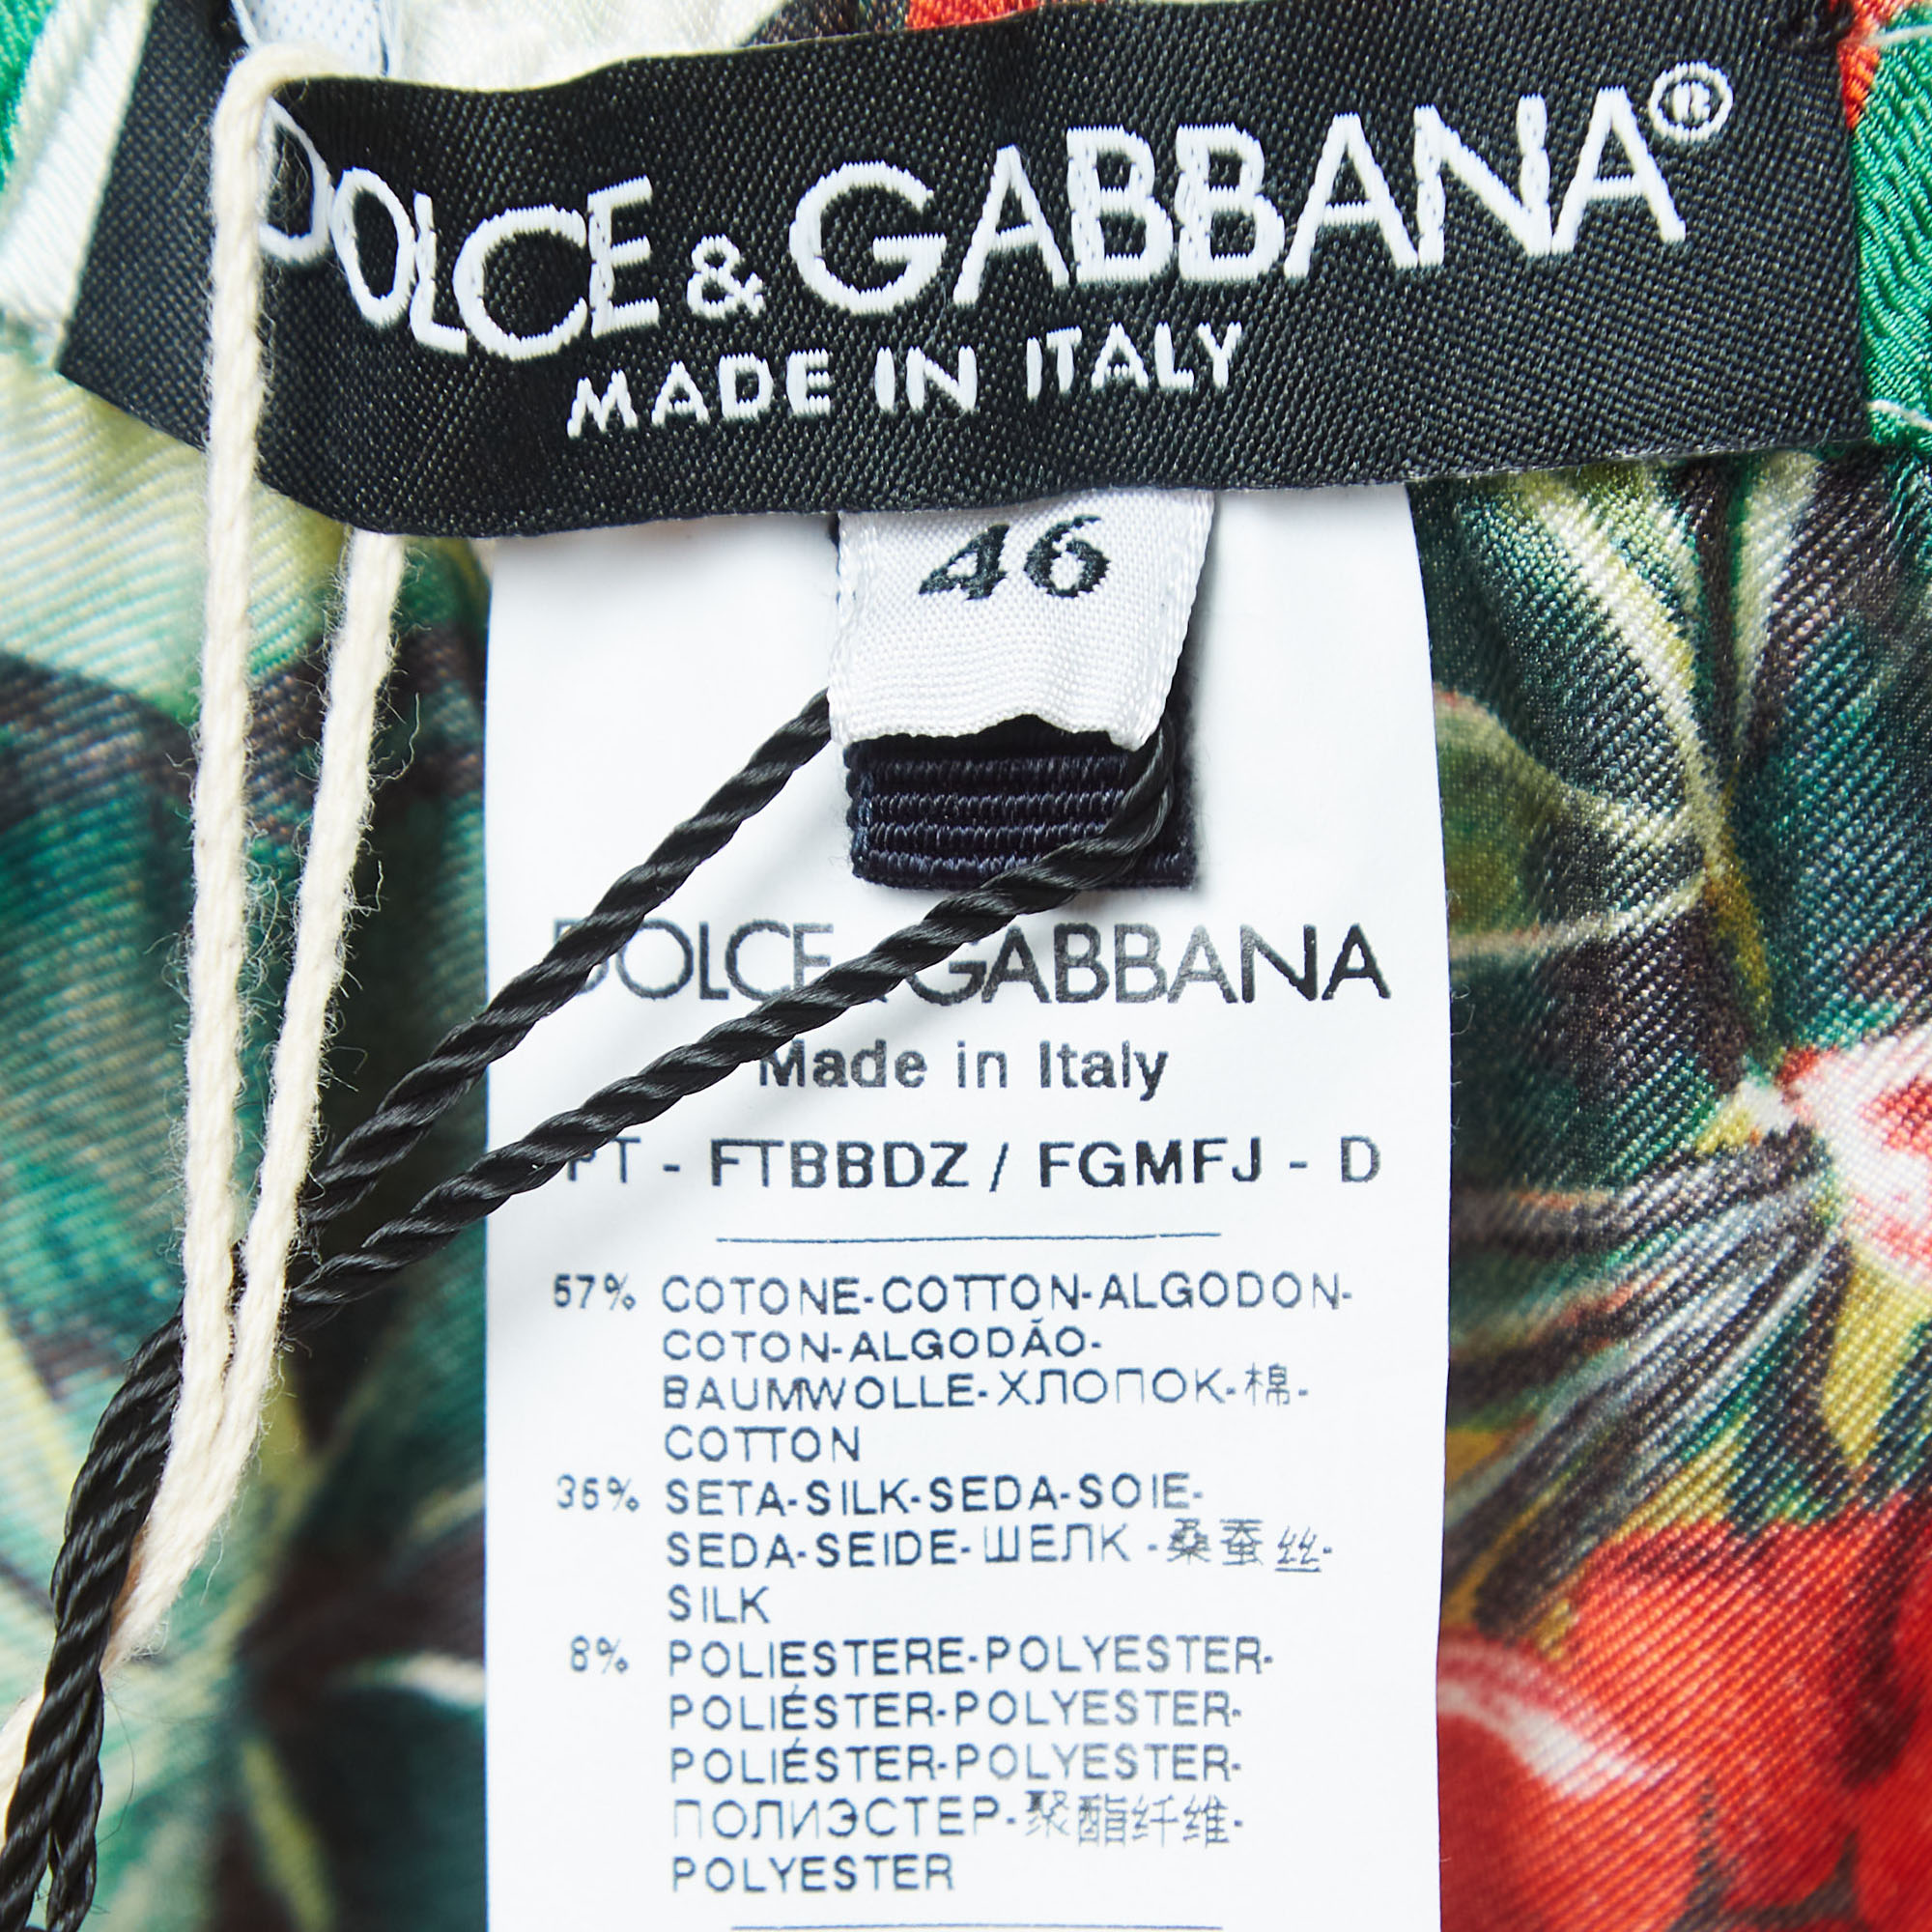 DOLCE & GABBANA®
MADE IN ITALY
46
DOLCE & GABBANA
Made in Italy
PT - FTBBDZ / FGMFJ - D
57% COTONE-COTTON-ALGODON-
COTON-ALGODÃO-
BAUMWOLLE-ХЛОПОК-棉-
COTTON
35% SETA-SILK-SEDA-SOIE-
SEDA-SEIDE-ШЕЛК-桑蚕丝-
SILK
8% POLIESTERE-POLYESTER-
POLIÉSTER-POLYESTER-
POLIÉSTER-POLYESTER-
ПОЛИЭСТЕР-聚酯纤维-
POLYESTER